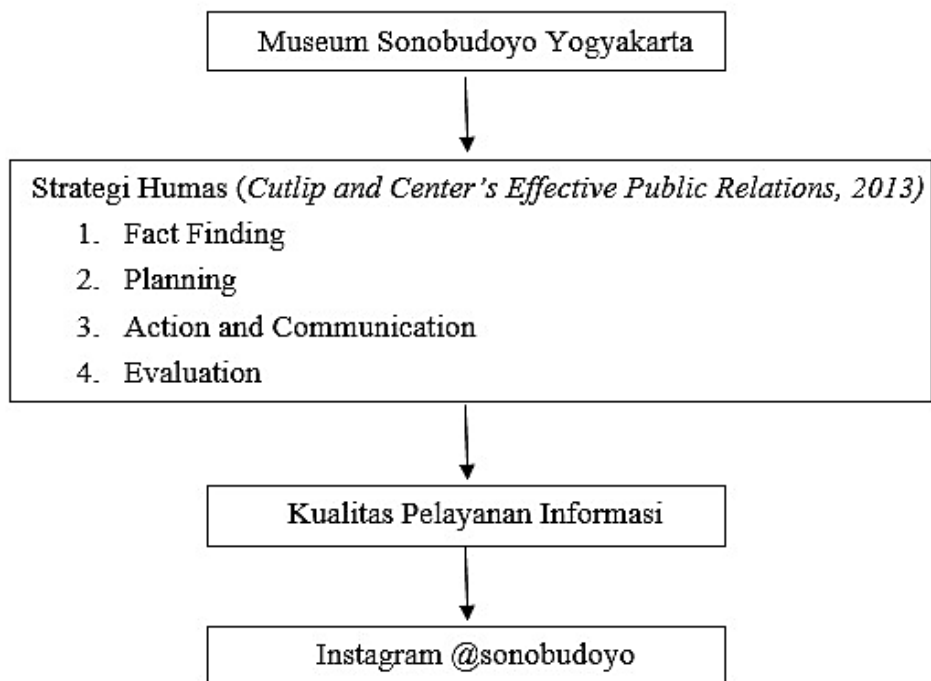 Museum Sonobudoyo Yogyakarta
Strategi Humas (Cutlip and Center's Effective Public Relations, 2013)
1. Fact Finding
2. Planning
3. Action and Communication
4. Evaluation
Kualitas Pelayanan Informasi
Instagram @sonobudoyo